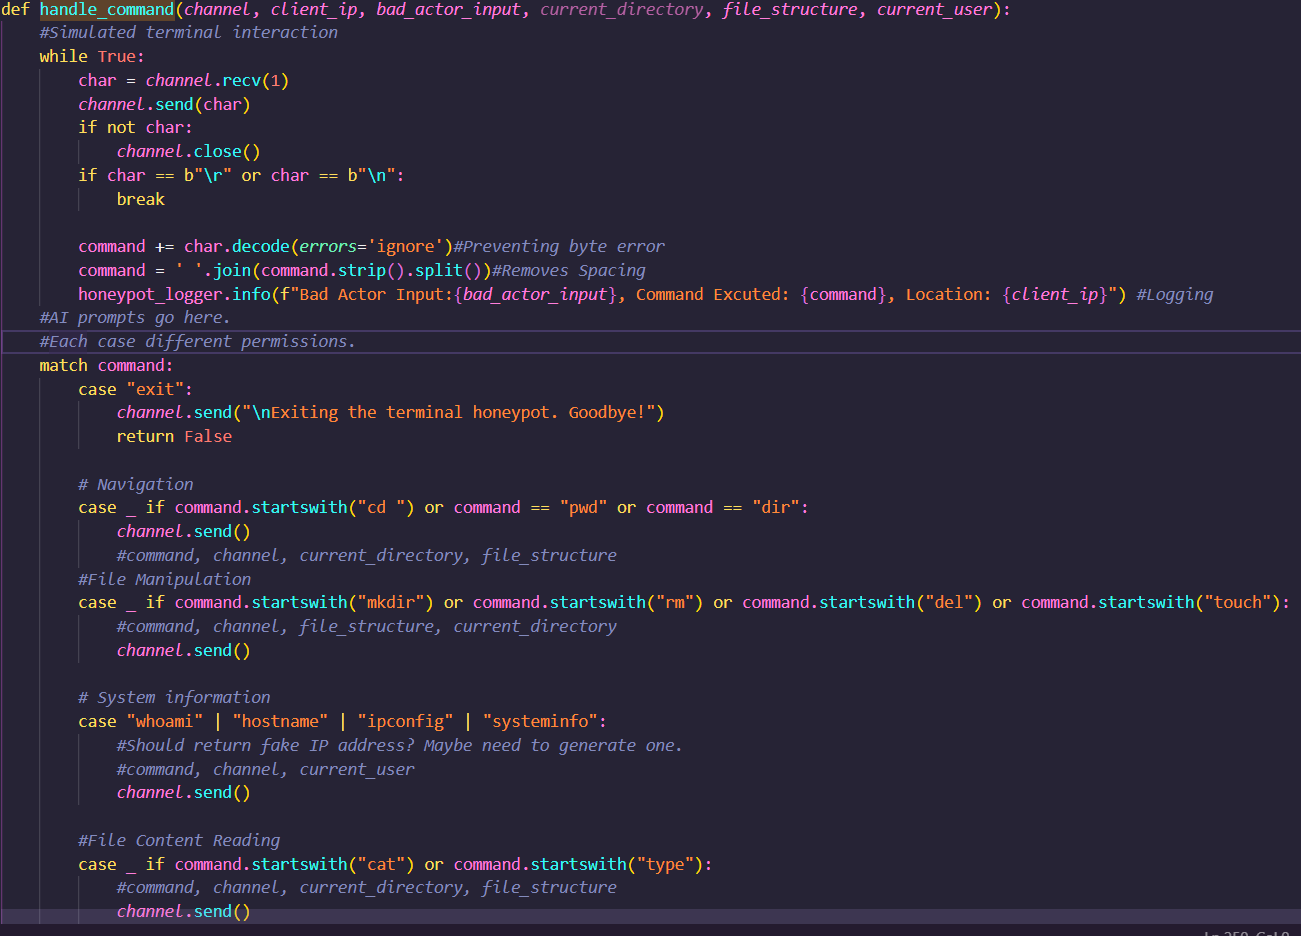 def handle_command(channel, client_ip, bad_actor_input, current_directory, file_structure, current_user):
    #Simulated terminal interaction
    while True:
        char = channel.recv(1)
        channel.send(char)
        if not char:
            channel.close()
        if char == b"\r" or char == b"\n":
            break

        command += char.decode(errors='ignore')#Preventing byte error
        command = ' '.join(command.strip().split())#Removes Spacing
        honeypot_logger.info(f"Bad Actor Input:{bad_actor_input}, Command Excuted: {command}, Location: {client_ip}") #Logging
    #AI prompts go here.
    #Each case different permissions.
    match command:
        case "exit":
            channel.send("\nExiting the terminal honeypot. Goodbye!")
            return False

        # Navigation
        case _ if command.startswith("cd ") or command == "pwd" or command == "dir":
            channel.send()
            #command, channel, current_directory, file_structure
        #File Manipulation
        case _ if command.startswith("mkdir") or command.startswith("rm") or command.startswith("del") or command.startswith("touch"):
            #command, channel, file_structure, current_directory
            channel.send()

        # System information
        case "whoami" | "hostname" | "ipconfig" | "systeminfo":
            #Should return fake IP address? Maybe need to generate one.
            #command, channel, current_user
            channel.send()

        #File Content Reading
        case _ if command.startswith("cat") or command.startswith("type"):
            #command, channel, current_directory, file_structure
            channel.send()